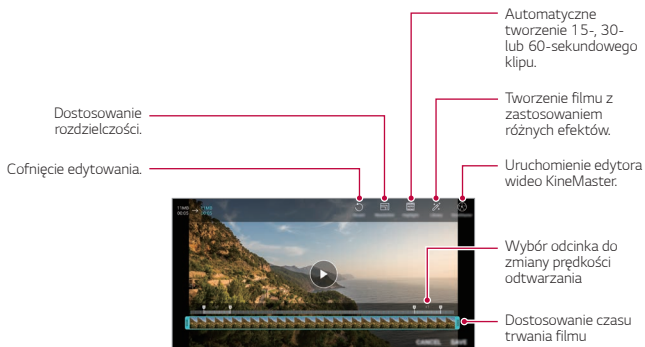 Automatyczne
tworzenie 15-, 30-
lub 60-sekundowego
klipu.
Dostosowanie
rozdzielczości.
Tworzenie filmu z
zastosowaniem
różnych efektów.
Cofnięcie edytowania.
Uruchomienie edytora
wideo KineMaster.
Wybór odcinka do
zmiany prędkości
odtwarzania
Dostosowanie czasu
trwania filmu
CANCEL SAVE